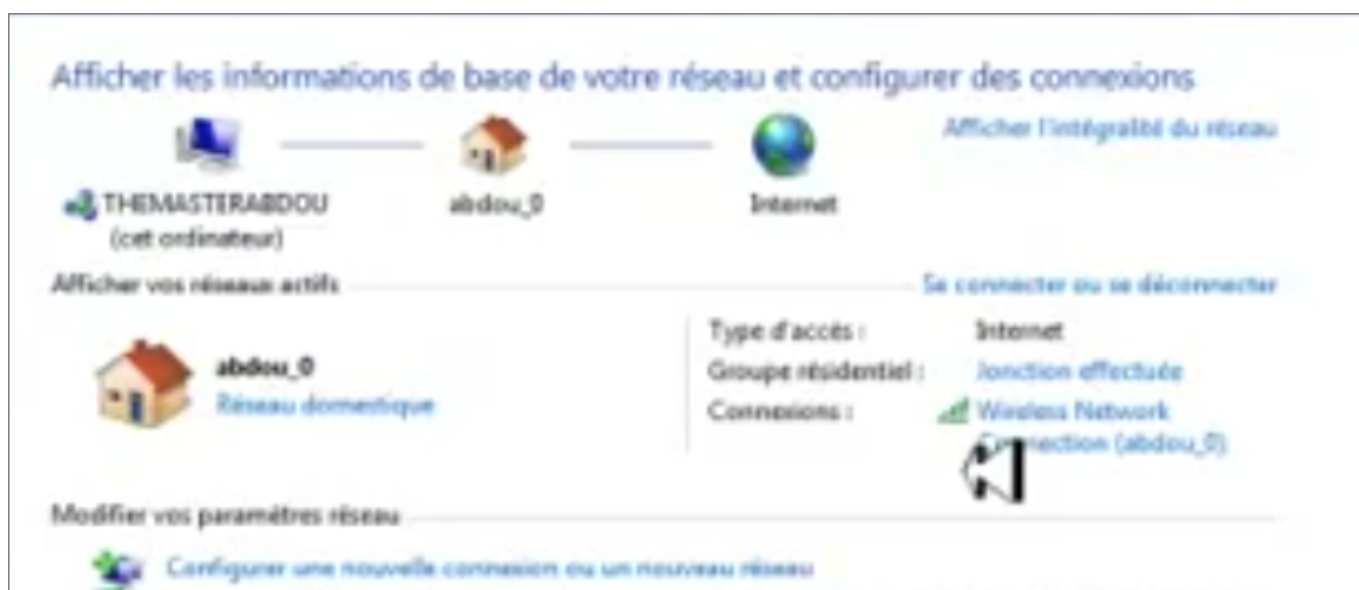 Afficher les informations de base de votre réseau et configurer des connexions
Afficher l'intégralité du réseau
THEMASTERABDOU
(cet ordinateur)
abdou_0
Internet
Afficher vos réseaux actifs
Se connecter ou se déconnecter
abdou_0
Réseau domestique
Type d'accès :
Internet
Groupe résidentiel :
Jonction effectuée
Connexions :
Wireless Network
Connection (abdou_0)
Modifier vos paramètres réseau
Configurer une nouvelle connexion ou un nouveau réseau